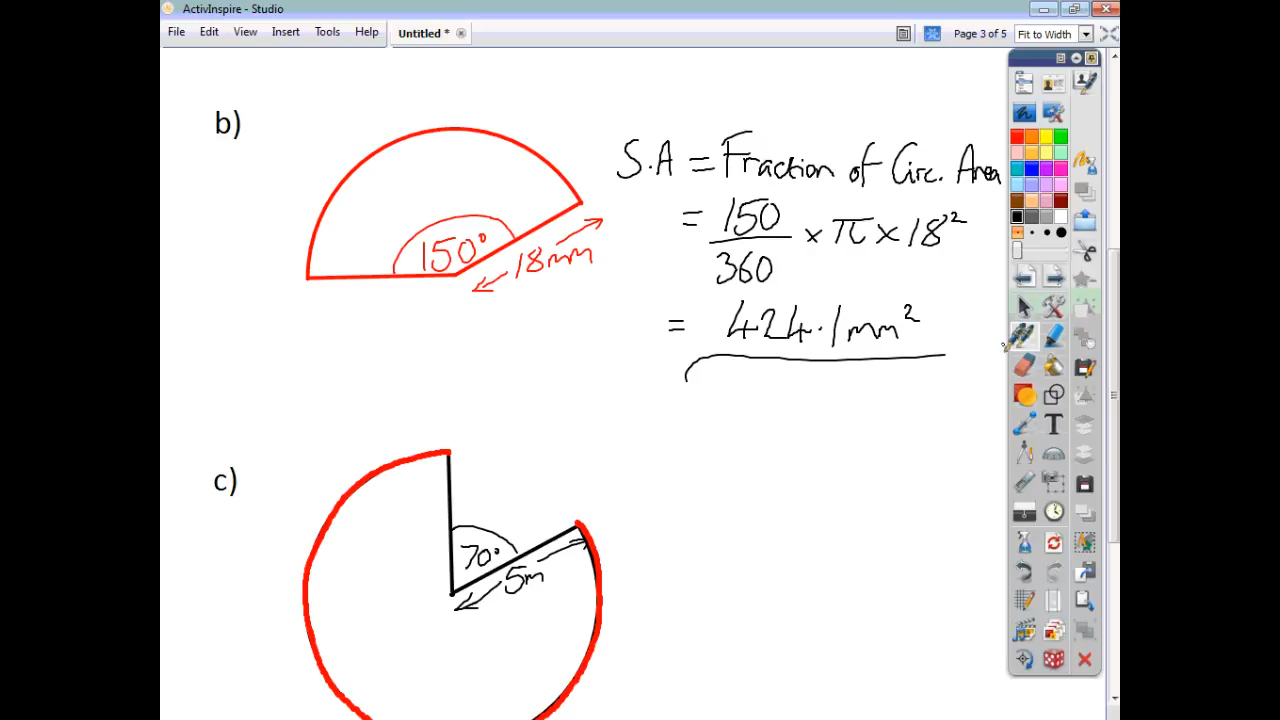 ActivInspire - Studio
File Edit View Insert Tools Help
Untitled *
Page 3 of 5
Fit to Width
b)
150°
18mm
S.A = Fraction of Circ. Area
= 150/360 × π × 18²
= 424·1mm²
c)
70°
5m